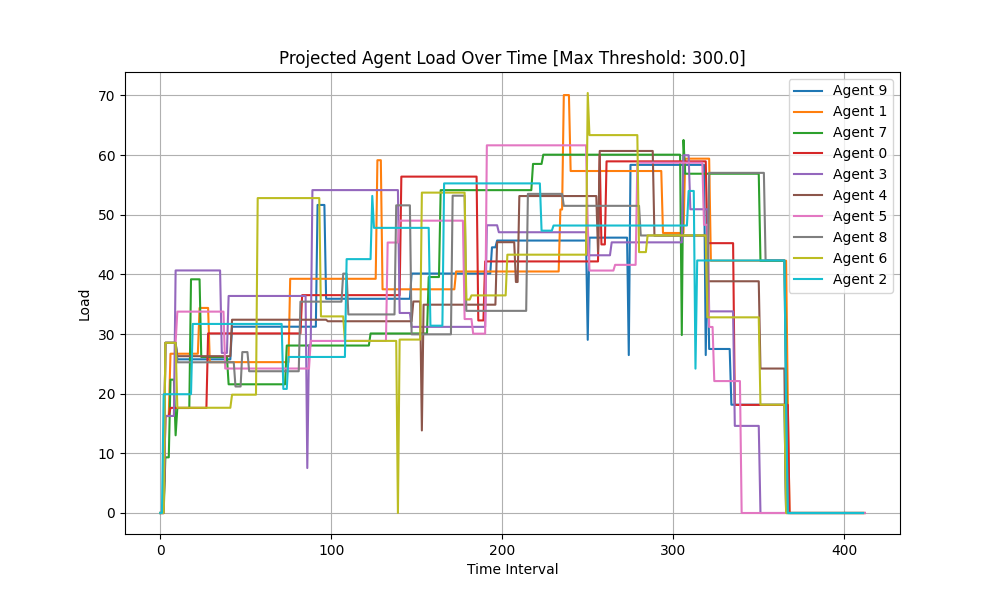 Projected Agent Load Over Time [Max Threshold: 300.0]
Load
70
60
50
40
30
20
10
0
0
100
200
300
400
Time Interval
Agent 9
Agent 1
Agent 7
Agent 0
Agent 3
Agent 4
Agent 5
Agent 8
Agent 6
Agent 2